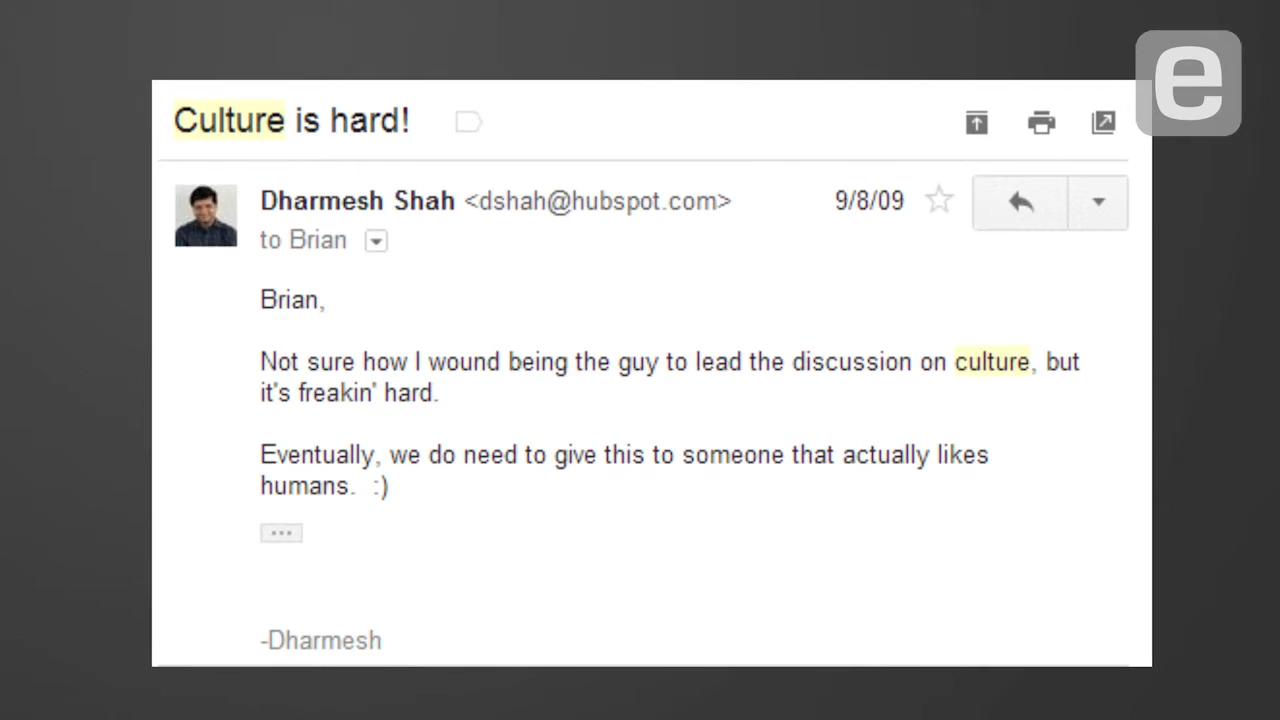 e
Culture is hard!
Dharmesh Shah <dshah@hubspot.com> 9/8/09
to Brian
Brian,
Not sure how I wound being the guy to lead the discussion on culture, but
it's freakin' hard.
Eventually, we do need to give this to someone that actually likes
humans. :)
-Dharmesh